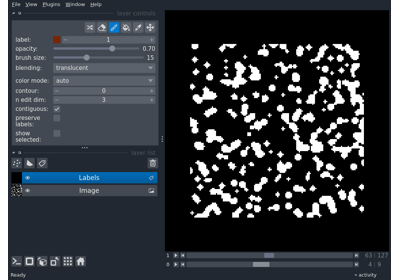 File View Plugins Window Help
layer controls
label: 1
opacity: 0.70
brush size: 15
blending: translucent
color mode: auto
contour: 0
n edit dim: 3
contiguous:
preserve
labels:
show
selected:
layer list
Labels
Image
1 63 127
0 4 9
Ready
activity